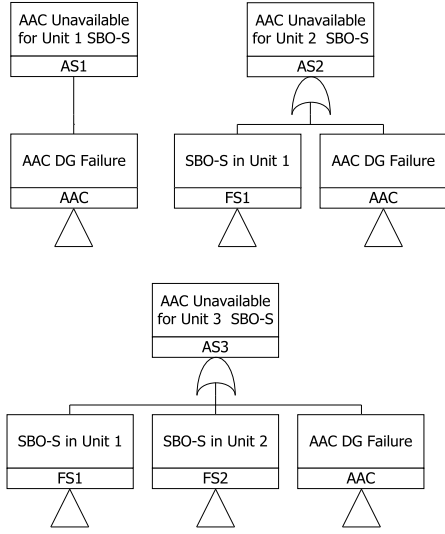 AAC Unavailable
for Unit 1 SBO-S
AS1
AAC Unavailable
for Unit 2 SBO-S
AS2
AAC DG Failure
AAC
SBO-S in Unit 1
FS1
AAC DG Failure
AAC
AAC Unavailable
for Unit 3 SBO-S
AS3
SBO-S in Unit 1
FS1
SBO-S in Unit 2
FS2
AAC DG Failure
AAC